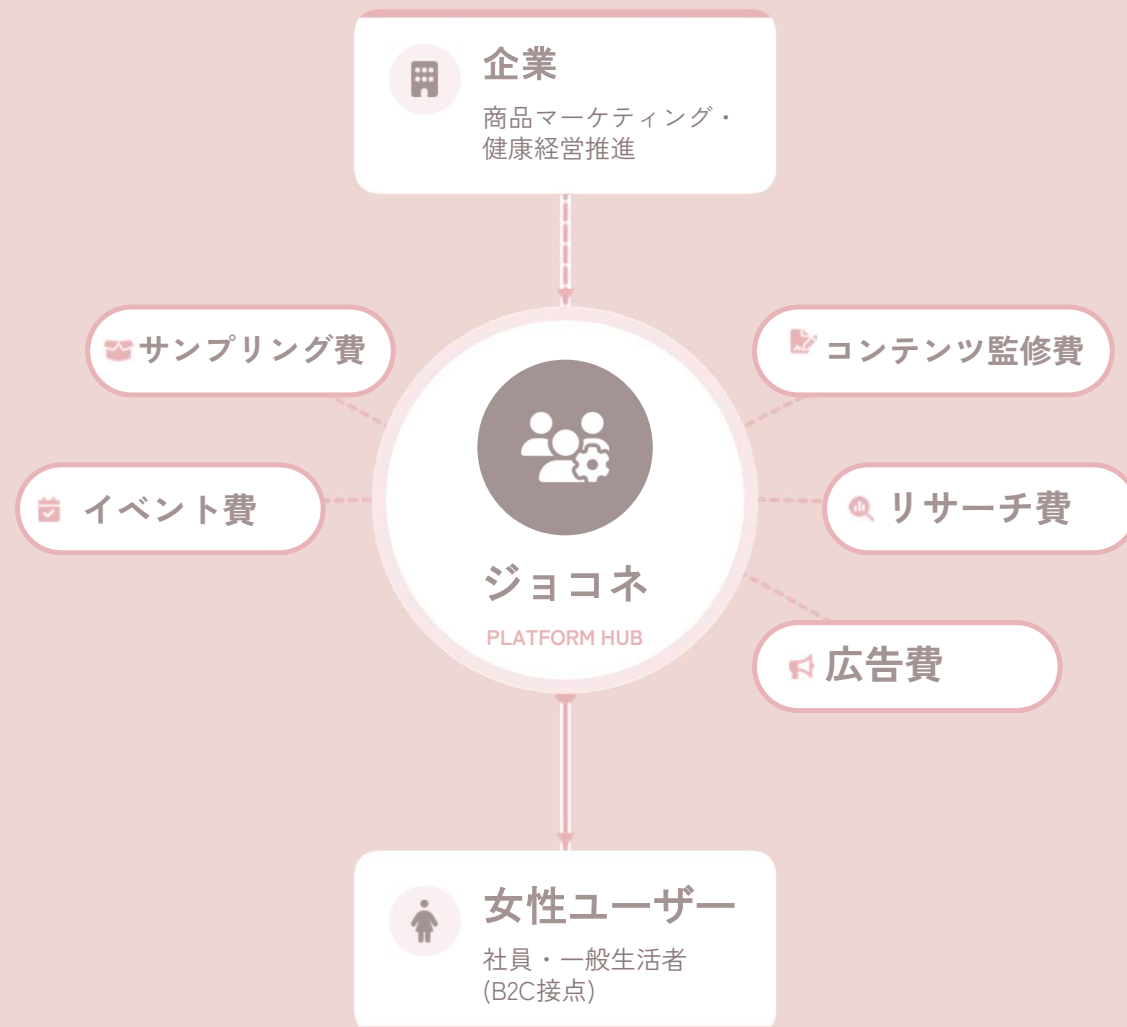 企業
商品マーケティング・
健康経営推進
サンプリング費
コンテンツ監修費
イベント費
リサーチ費
ジョコネ
PLATFORM HUB
広告費
女性ユーザー
社員・一般生活者
(B2C接点)